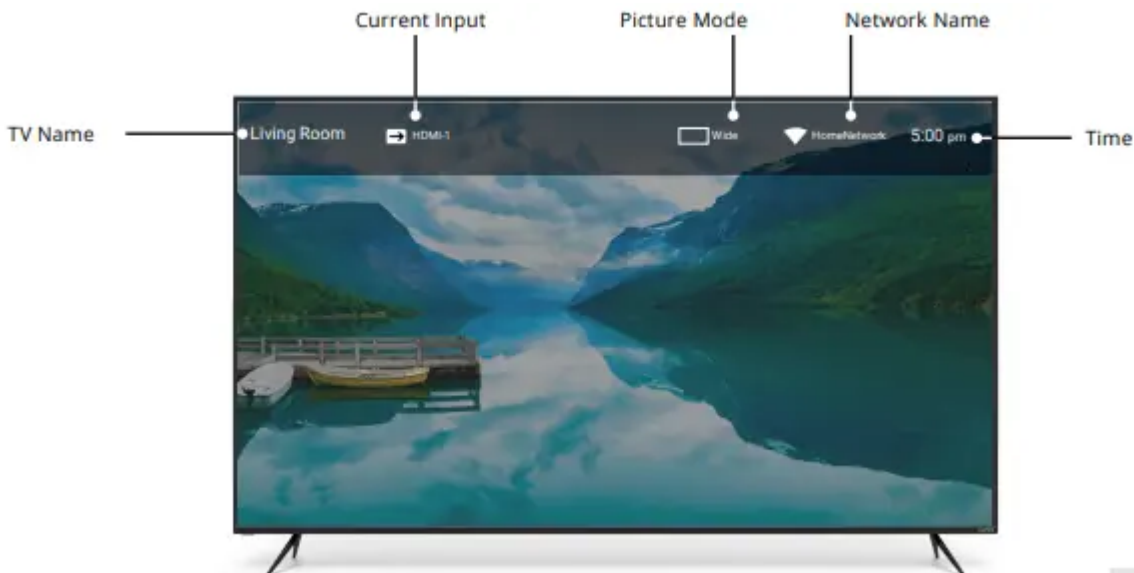 Current Input
Picture Mode
Network Name
TV Name
Living Room
HDMI-1
Wide
HomeNetwork
5:00 pm
Time